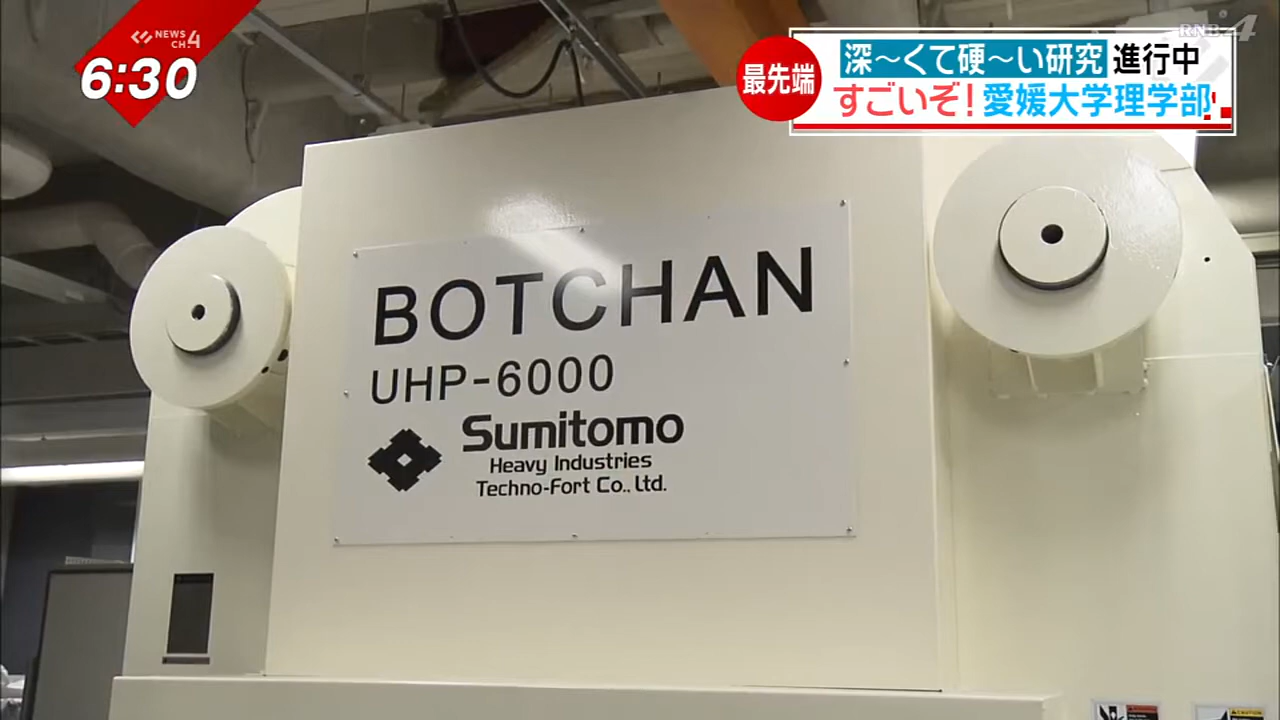 NEWS
CH.4
6:30
RNB 4
最先端
深〜くて硬〜い研究 進行中
すごいぞ！愛媛大学理学部
BOTCHAN
UHP-6000
Sumitomo
Heavy Industries
Techno-Fort Co., Ltd.
CAUTION